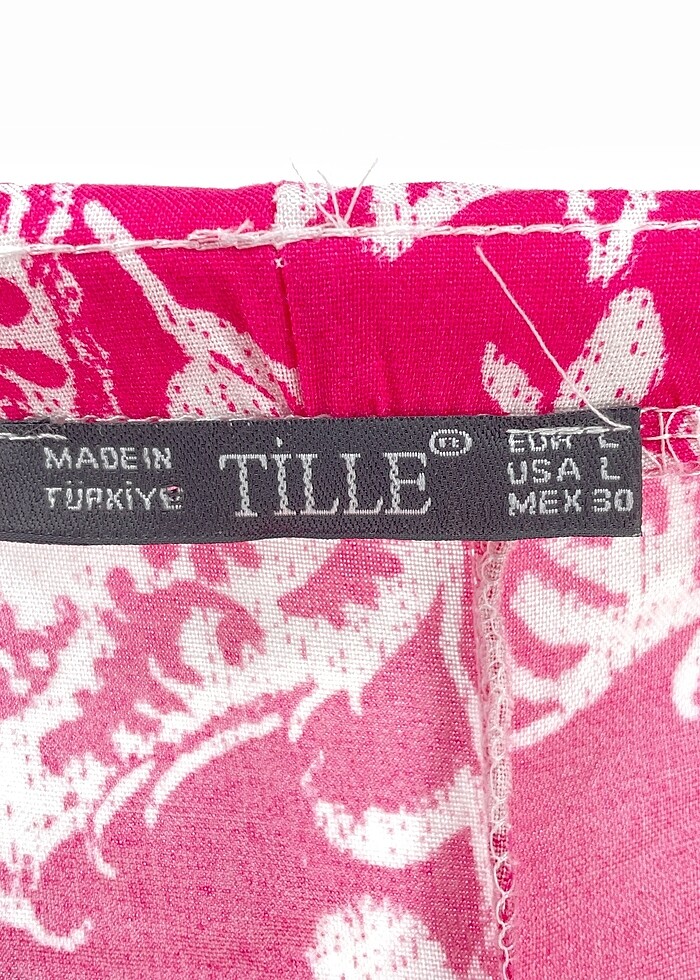 MADE IN
TÜRKİYE
TİLLE
EUR L
USA L
MEX 30